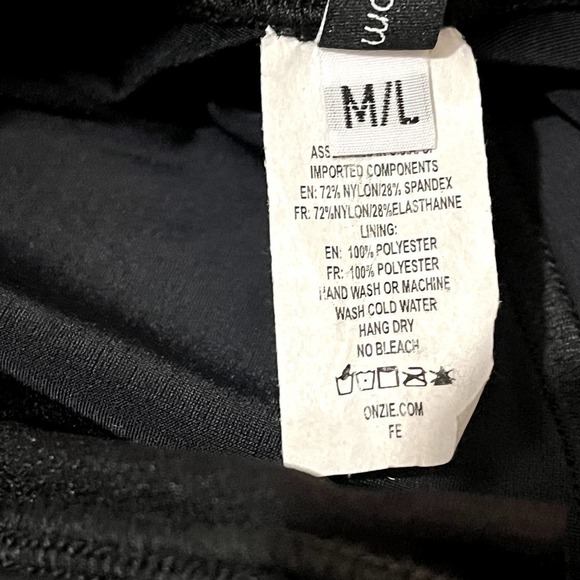 M/L
IMPORTED COMPONENTS
EN: 72% NYLON/28% SPANDEX
FR: 72%NYLON/28%ELASTHANNE
LINING:
EN: 100% POLYESTER
FR: 100% POLYESTER
HAND WASH OR MACHINE
WASH COLD WATER
HANG DRY
NO BLEACH
ONZIE.COM
FE